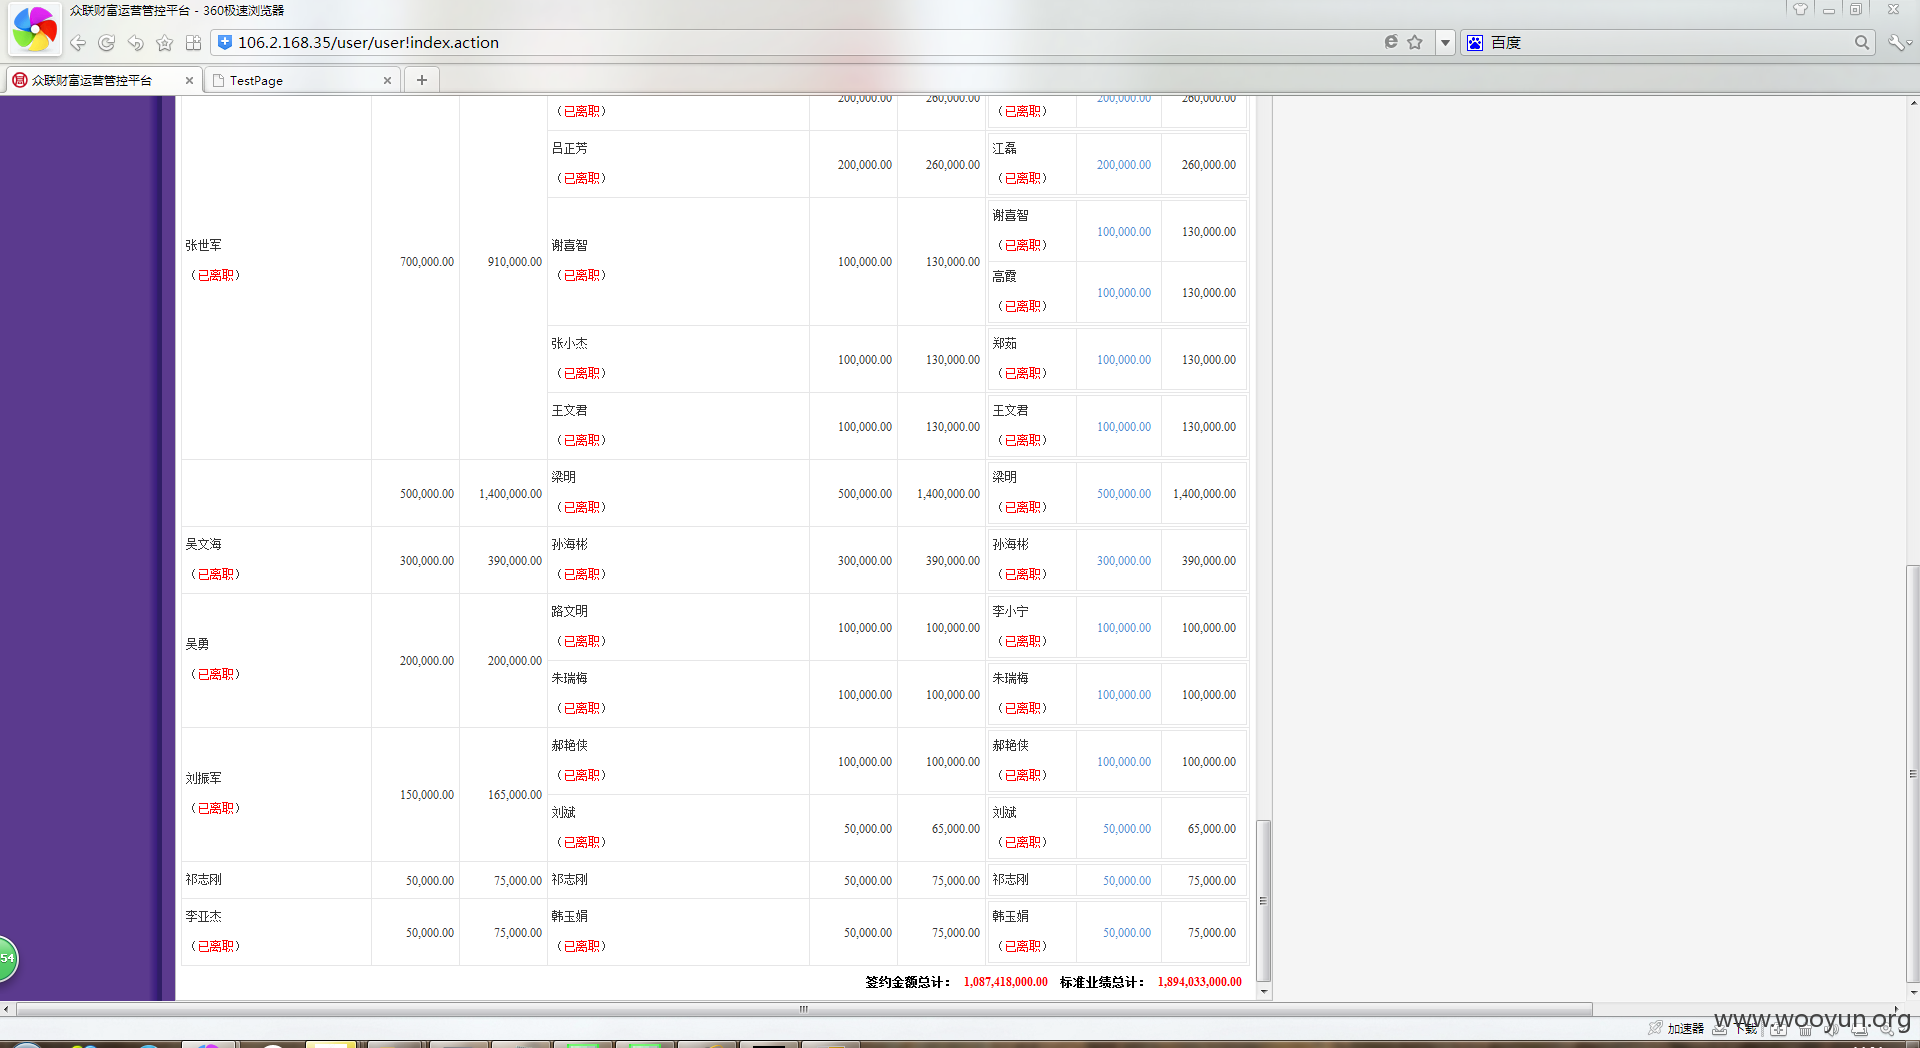 众联财富运营管控平台 - 360极速浏览器
106.2.168.35/user/user!index.action
百度
众联财富运营管控平台
TestPage
200,000.00 260,000.00 200,000.00 260,000.00
（已离职） （已离职）
吕正芳 200,000.00 260,000.00 江磊 200,000.00 260,000.00
（已离职） （已离职）
张世军 700,000.00 910,000.00 谢喜智 100,000.00 130,000.00 谢喜智 100,000.00 130,000.00
（已离职） （已离职） （已离职）
高霞 100,000.00 130,000.00
（已离职）
张小杰 100,000.00 130,000.00 郑茹 100,000.00 130,000.00
（已离职） （已离职）
王文君 100,000.00 130,000.00 王文君 100,000.00 130,000.00
（已离职） （已离职）
500,000.00 1,400,000.00 梁明 500,000.00 1,400,000.00 梁明 500,000.00 1,400,000.00
（已离职） （已离职）
吴文海 300,000.00 390,000.00 孙海彬 300,000.00 390,000.00 孙海彬 300,000.00 390,000.00
（已离职） （已离职） （已离职）
吴勇 200,000.00 200,000.00 路文明 100,000.00 100,000.00 李小宁 100,000.00 100,000.00
（已离职） （已离职） （已离职）
朱瑞梅 100,000.00 100,000.00 朱瑞梅 100,000.00 100,000.00
（已离职） （已离职）
刘振军 150,000.00 165,000.00 郝艳侠 100,000.00 100,000.00 郝艳侠 100,000.00 100,000.00
（已离职） （已离职） （已离职）
刘斌 50,000.00 65,000.00 刘斌 50,000.00 65,000.00
（已离职） （已离职）
祁志刚 50,000.00 75,000.00 祁志刚 50,000.00 75,000.00 祁志刚 50,000.00 75,000.00
李亚杰 50,000.00 75,000.00 韩玉娟 50,000.00 75,000.00 韩玉娟 50,000.00 75,000.00
（已离职） （已离职） （已离职）
54
签约金额总计： 1,087,418,000.00 标准业绩总计： 1,894,033,000.00
www.wooyun.org
加速器 下载